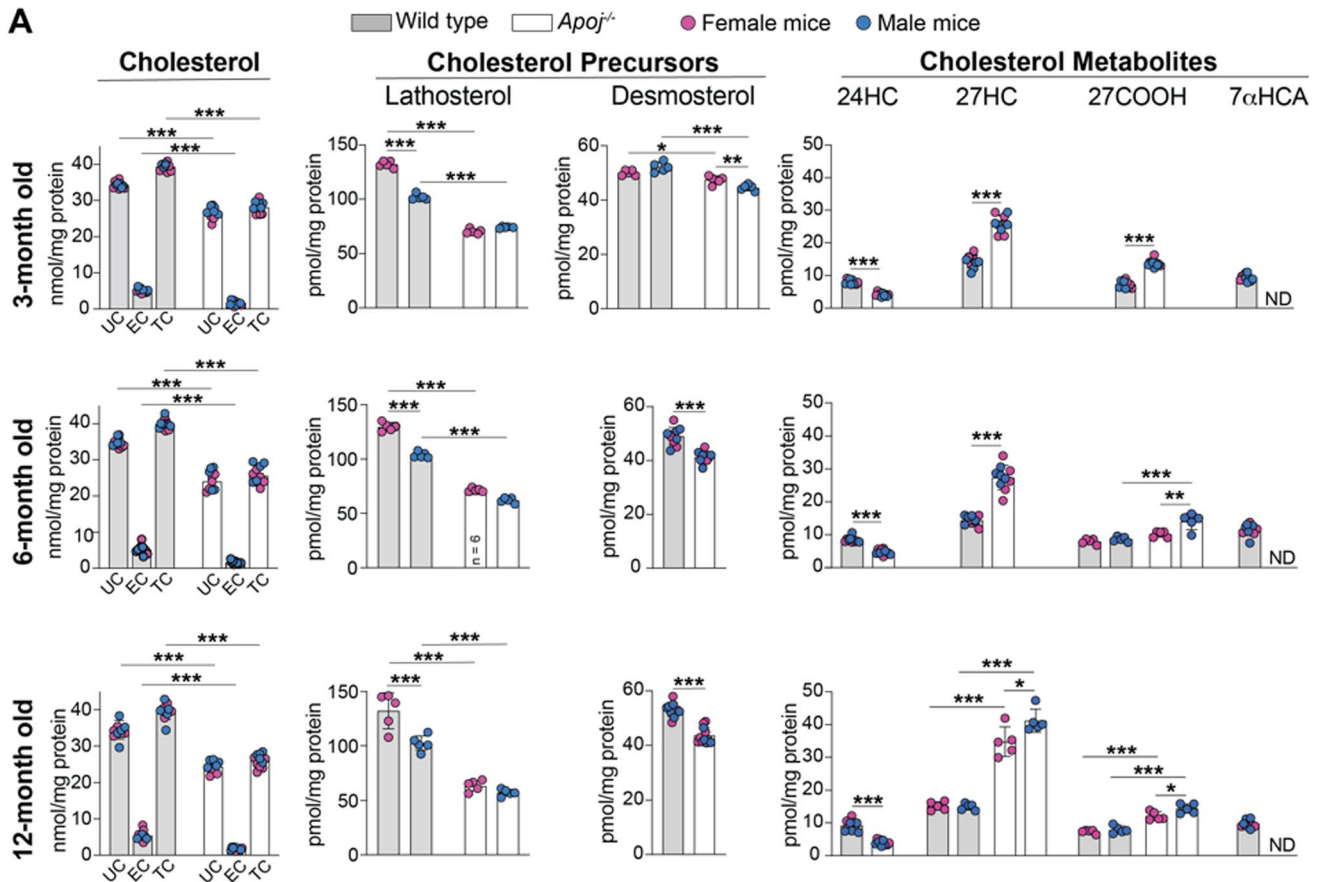 A
Wild type Apoj-/- Female mice Male mice
Cholesterol Cholesterol Precursors Cholesterol Metabolites
Lathosterol Desmosterol 24HC 27HC 27COOH 7αHCA
3-month old
nmol/mg protein
40
30
20
10
0
*** *** ***
UC EC TC UC EC TC
pmol/mg protein
150
100
50
0
*** *** ***
pmol/mg protein
60
40
20
0
*** * **
pmol/mg protein
50
40
30
20
10
0
*** *** *** ND
6-month old
nmol/mg protein
40
30
20
10
0
*** *** ***
UC EC TC UC EC TC
pmol/mg protein
150
100
50
0
*** *** ***
n = 6
pmol/mg protein
60
40
20
0
***
pmol/mg protein
50
40
30
20
10
0
*** *** *** ** ND
12-month old
nmol/mg protein
40
30
20
10
0
*** *** ***
UC EC TC UC EC TC
pmol/mg protein
150
100
50
0
*** *** ***
pmol/mg protein
60
40
20
0
***
pmol/mg protein
50
40
30
20
10
0
*** *** *** * *** *** * ND